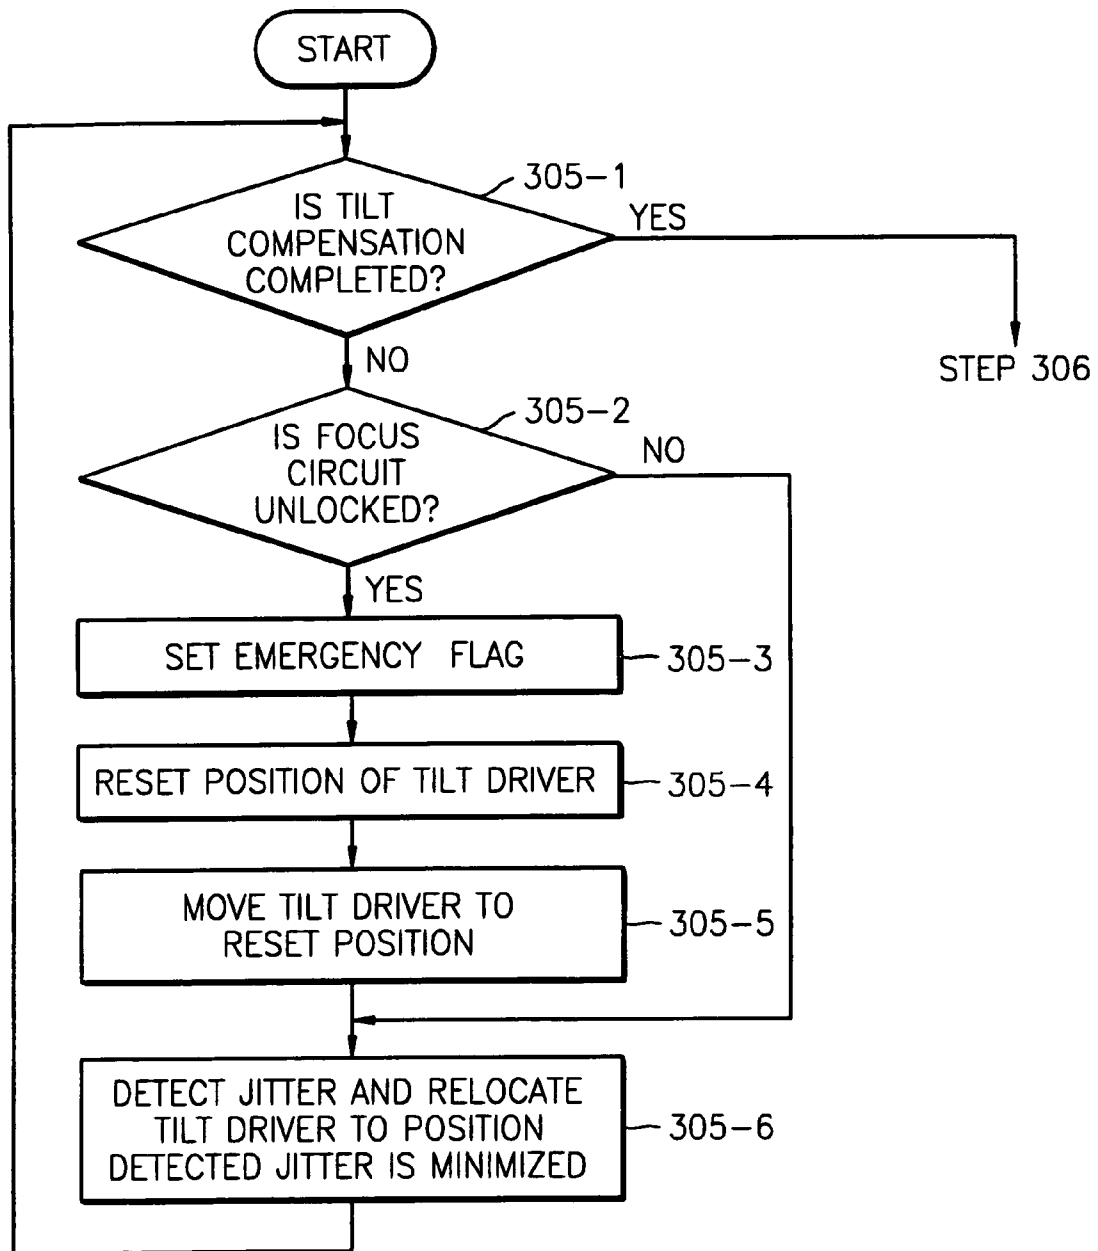 START
305-1
IS TILT
COMPENSATION
COMPLETED?
YES
NO
STEP 306
305-2
IS FOCUS
CIRCUIT
UNLOCKED?
NO
YES
SET EMERGENCY FLAG
305-3
RESET POSITION OF TILT DRIVER
305-4
MOVE TILT DRIVER TO
RESET POSITION
305-5
DETECT JITTER AND RELOCATE
TILT DRIVER TO POSITION
DETECTED JITTER IS MINIMIZED
305-6